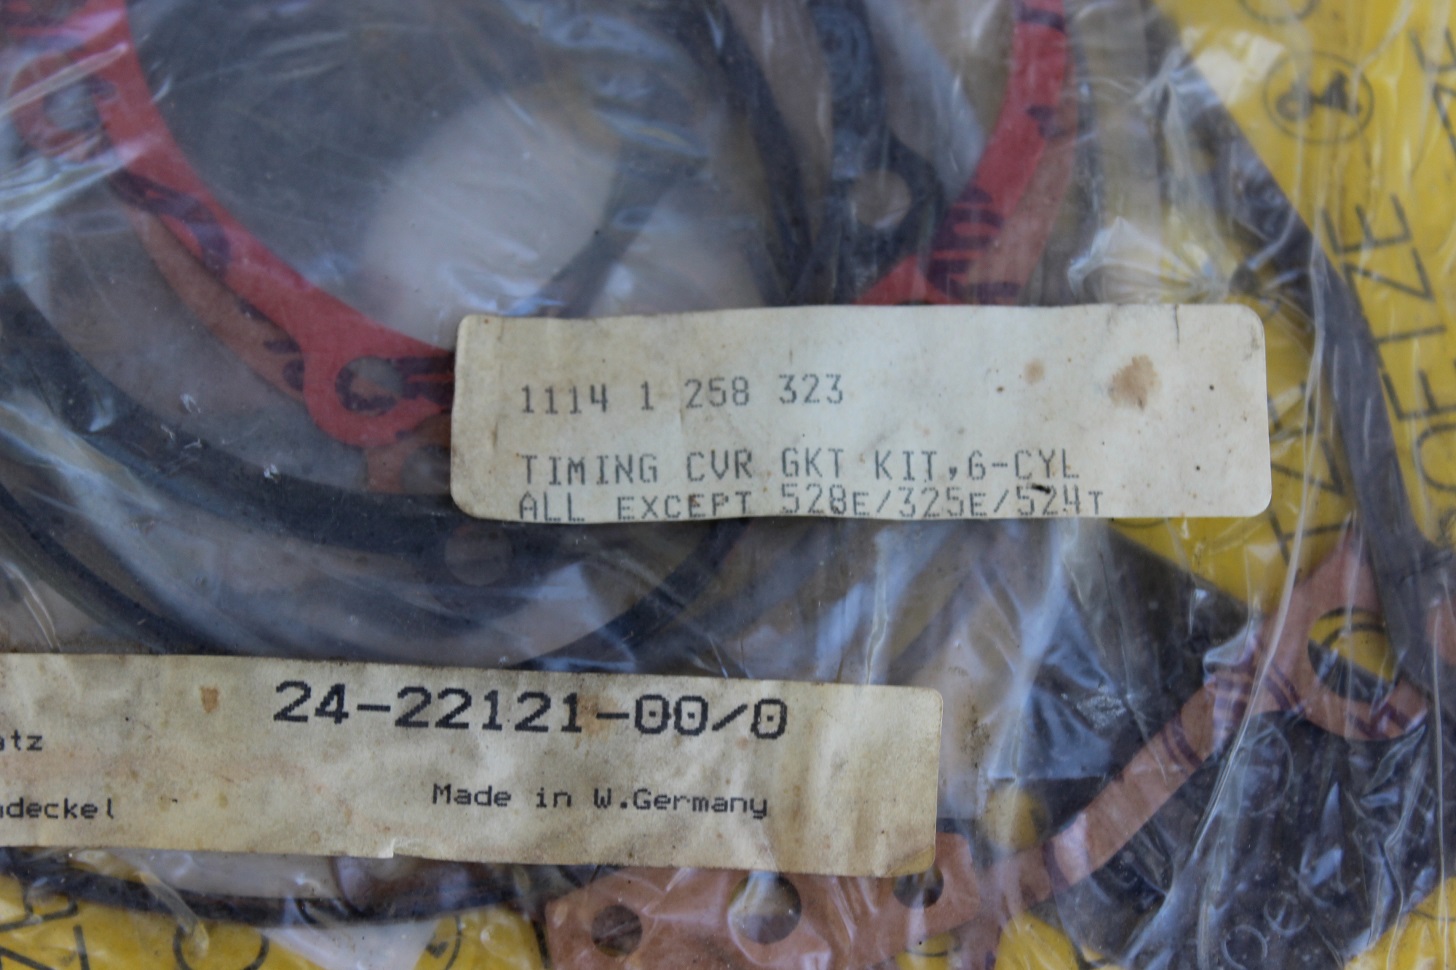 1114 1 258 323
TIMING CVR GKT KIT,6-CYL
ALL EXCEPT 528E/325E/524T
24-22121-00/0
atz
Made in W.Germany
deckel
GOETZE